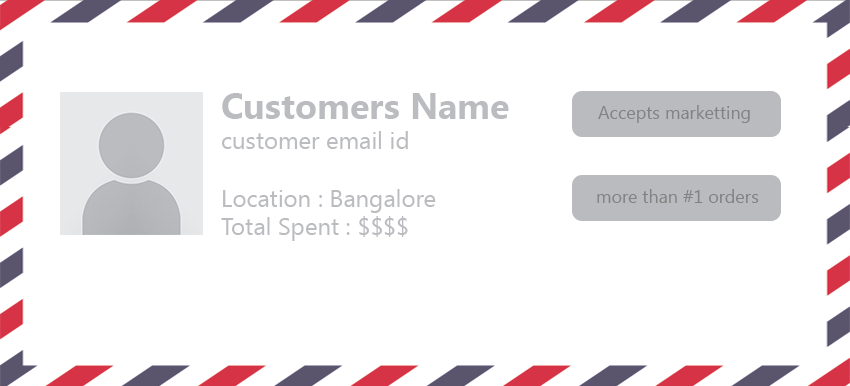 Customers Name
customer email id
Location : Bangalore
Total Spent : $$$$
Accepts marketting
more than #1 orders